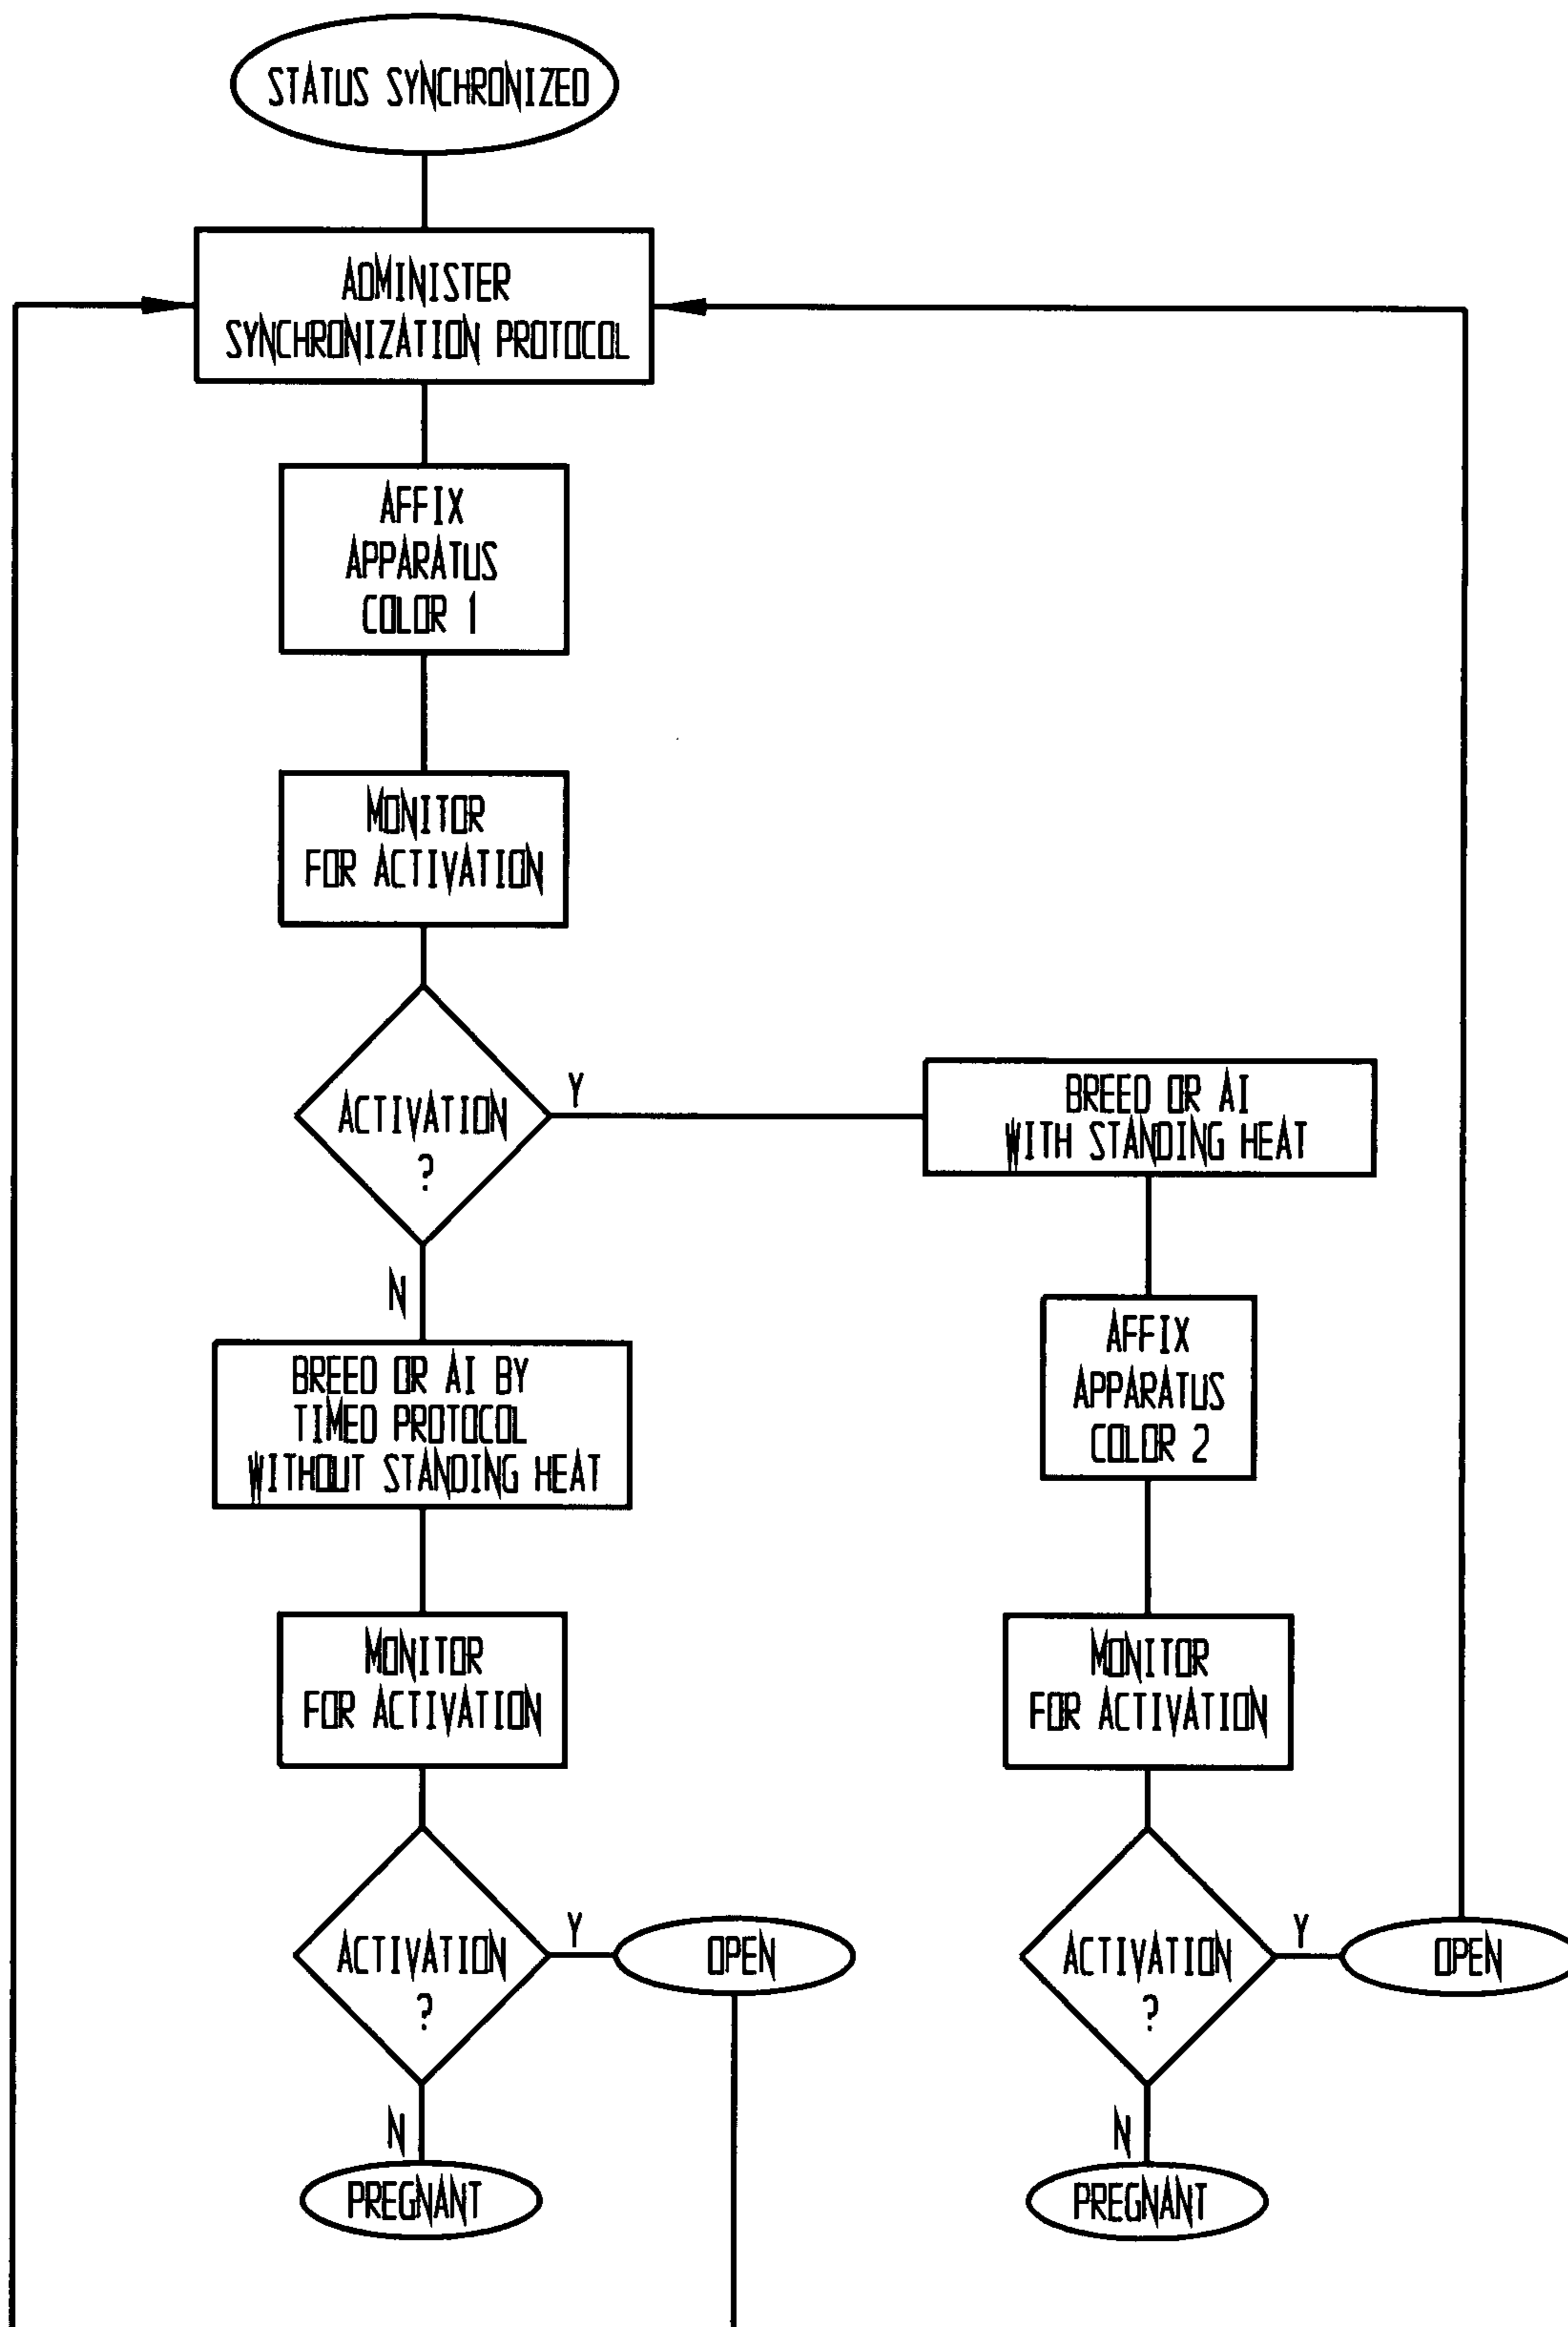 STATUS SYNCHRONIZED
ADMINISTER
SYNCHRONIZATION PROTOCOL
AFFIX
APPARATUS
COLOR 1
MONITOR
FOR ACTIVATION
ACTIVATION
?
Y
N
BREED OR AI
WITH STANDING HEAT
AFFIX
APPARATUS
COLOR 2
BREED OR AI BY
TIMED PROTOCOL
WITHOUT STANDING HEAT
MONITOR
FOR ACTIVATION
MONITOR
FOR ACTIVATION
ACTIVATION
?
Y
OPEN
N
PREGNANT
ACTIVATION
?
Y
OPEN
N
PREGNANT